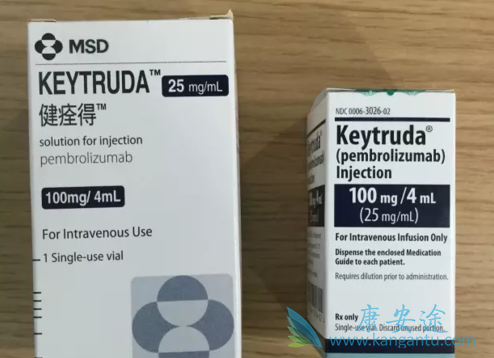 MSD
KEYTRUDA™ 25 mg/mL
健痊得™
solution for injection
pembrolizumab
100mg/ 4mL
For Intravenous Use
1 Single-use vial
NDC 0006-3026-02
Keytruda®
(pembrolizumab)
Injection
100 mg/4 mL
(25 mg/mL)
For Intravenous Infusion Only
Dispense the enclosed Medication
Guide to each patient.
Requires dilution prior to administration.
Rx only
Single-use vial. Discard unused portion.
康安途
www.kangantu.com